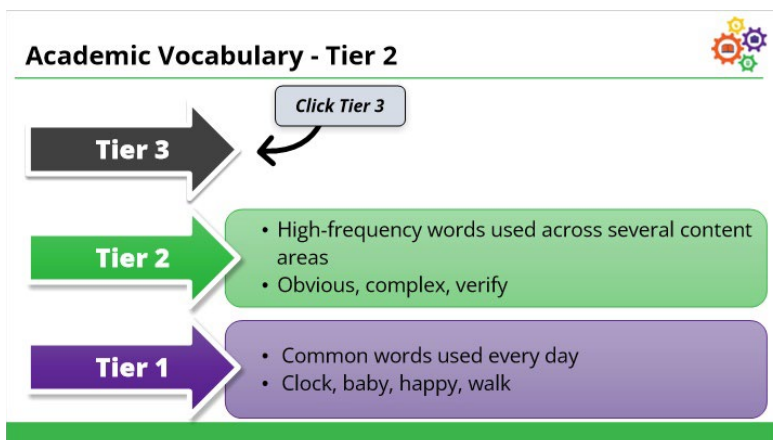 Academic Vocabulary - Tier 2
Click Tier 3
Tier 3
Tier 2
• High-frequency words used across several content
areas
• Obvious, complex, verify
Tier 1
• Common words used every day
• Clock, baby, happy, walk